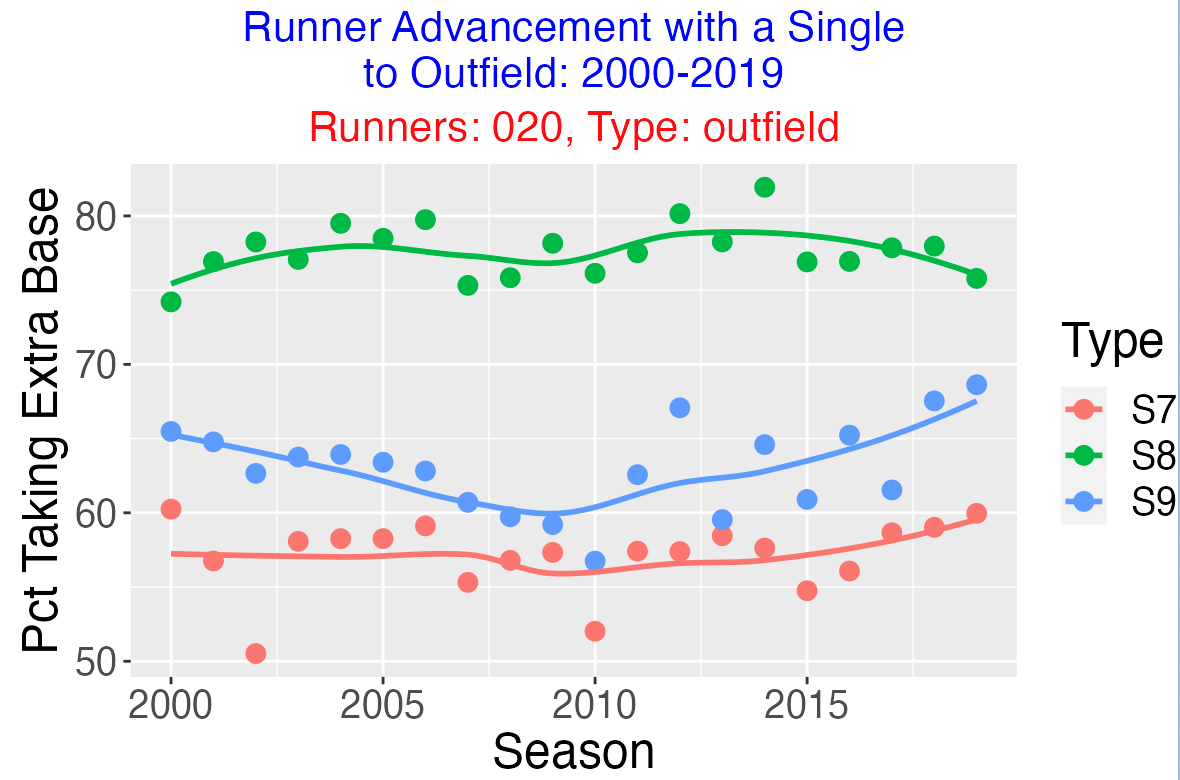 Runner Advancement with a Single
to Outfield: 2000-2019
Runners: 020, Type: outfield
Pct Taking Extra Base
80
70
60
50
2000 2005 2010 2015
Season
Type
S7
S8
S9